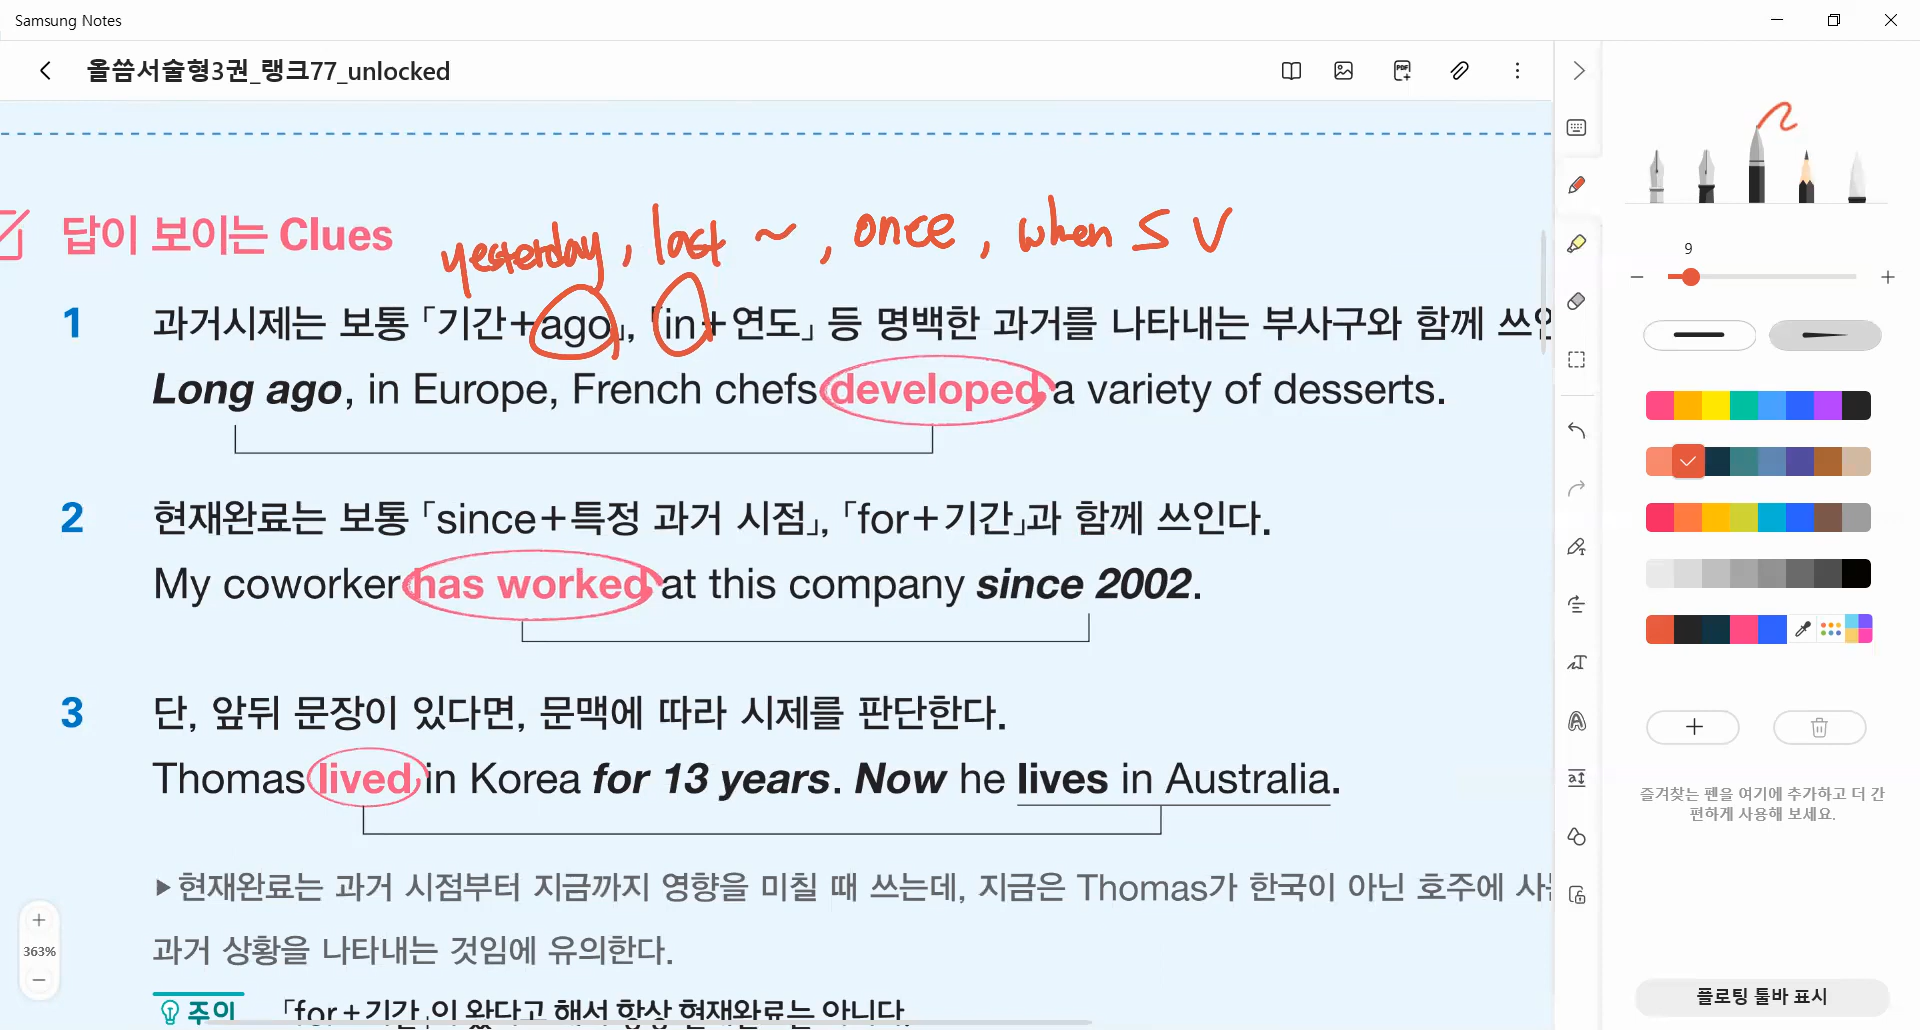 Samsung Notes
올씀서술형3권_랭크77_unlocked
답이 보이는 Clues
yesterday, last ~, once, when S V
1 과거시제는 보통 「기간+ago」, 「in+연도」 등 명백한 과거를 나타내는 부사구와 함께
Long ago, in Europe, French chefs developed a variety of desserts.
2 현재완료는 보통 「since+특정 과거 시점」, 「for+기간」과 함께 쓰인다.
My coworker has worked at this company since 2002.
3 단, 앞뒤 문장이 있다면, 문맥에 따라 시제를 판단한다.
Thomas lived in Korea for 13 years. Now he lives in Australia.
▶현재완료는 과거 시점부터 지금까지 영향을 미칠 때 쓰는데, 지금은 Thomas가 한국이 아닌 호주에
과거 상황을 나타내는 것임에 유의한다.
주의 「for+기간」이 왔다고 해서 항상 현재완료는 아니다.
363%
9
PDF
즐겨찾는 펜을 여기에 추가하고 더 간
편하게 사용해 보세요.
플로팅 툴바 표시